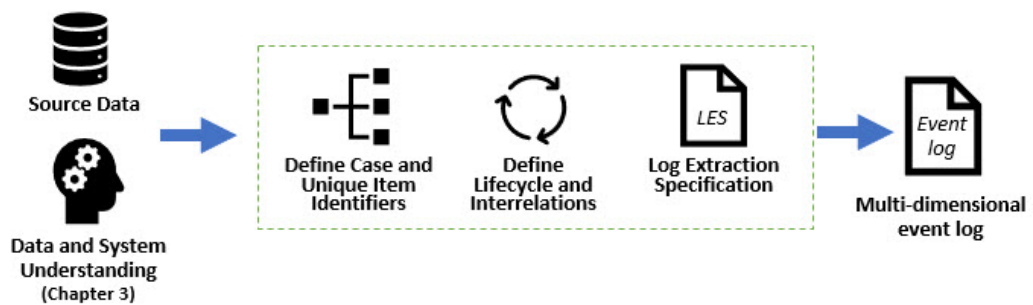 Source Data
Data and System
Understanding
(Chapter 3)
Define Case and
Unique Item
Identifiers
Define
Lifecycle and
Interrelations
LES
Log Extraction
Specification
Event
log
Multi-dimensional
event log